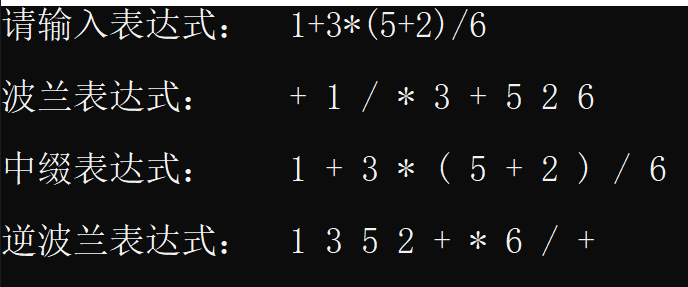 请输入表达式： 1+3*(5+2)/6
波兰表达式： + 1 / * 3 + 5 2 6
中缀表达式： 1 + 3 * ( 5 + 2 ) / 6
逆波兰表达式： 1 3 5 2 + * 6 / +